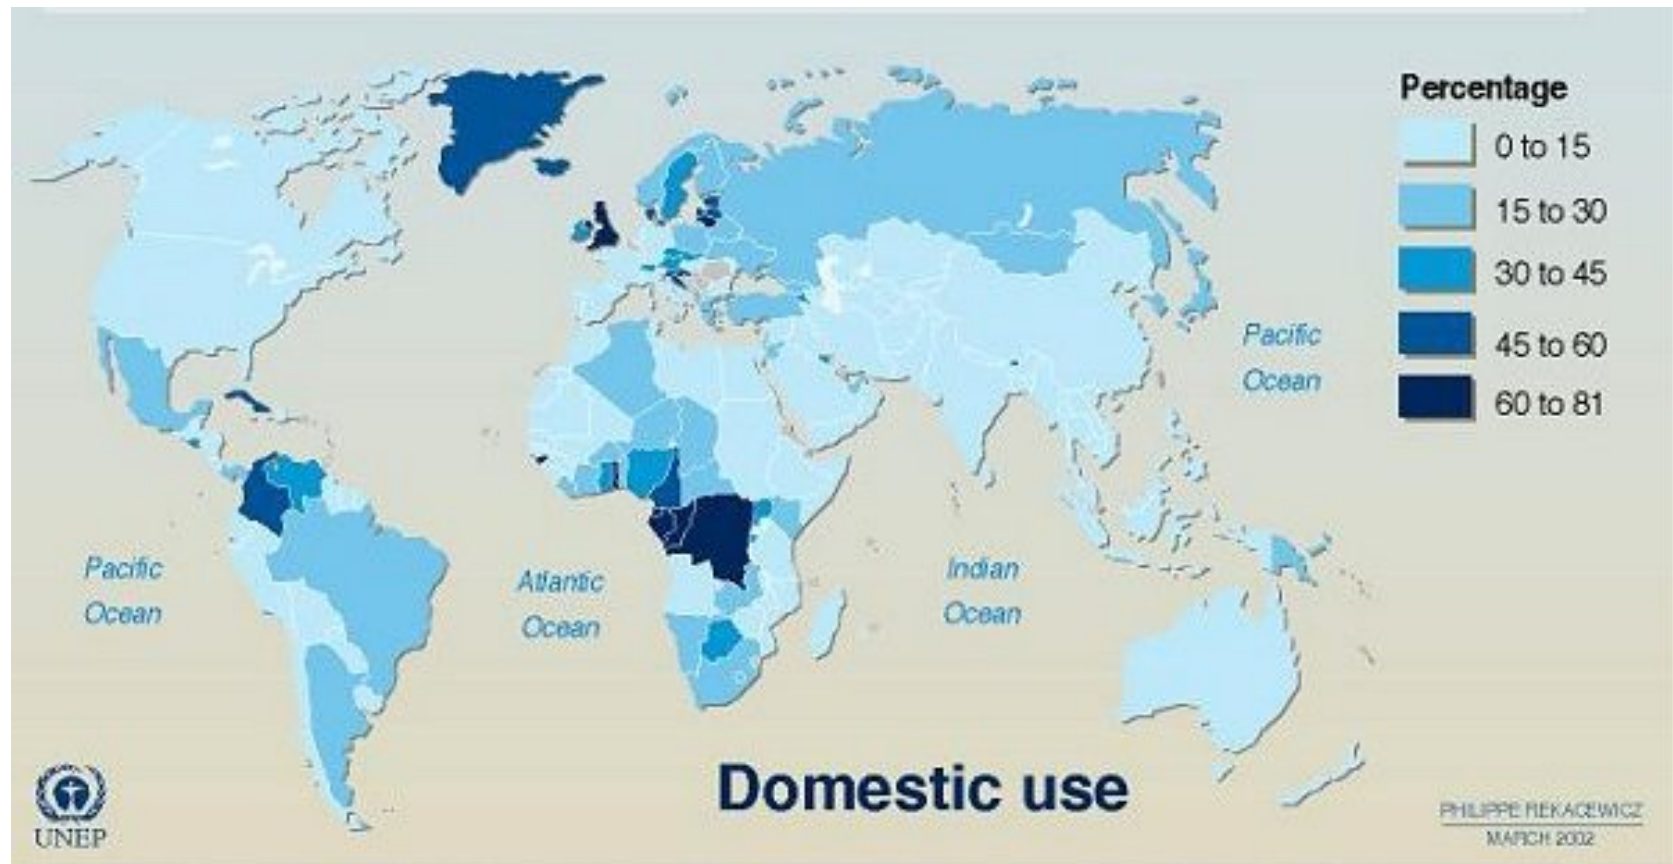 Percentage
0 to 15
15 to 30
30 to 45
45 to 60
60 to 81
Pacific
Ocean
Pacific
Ocean
Atlantic
Ocean
Indian
Ocean
Domestic use
UNEP
PHILIPPE REKACEWICZ
MARCH 2002